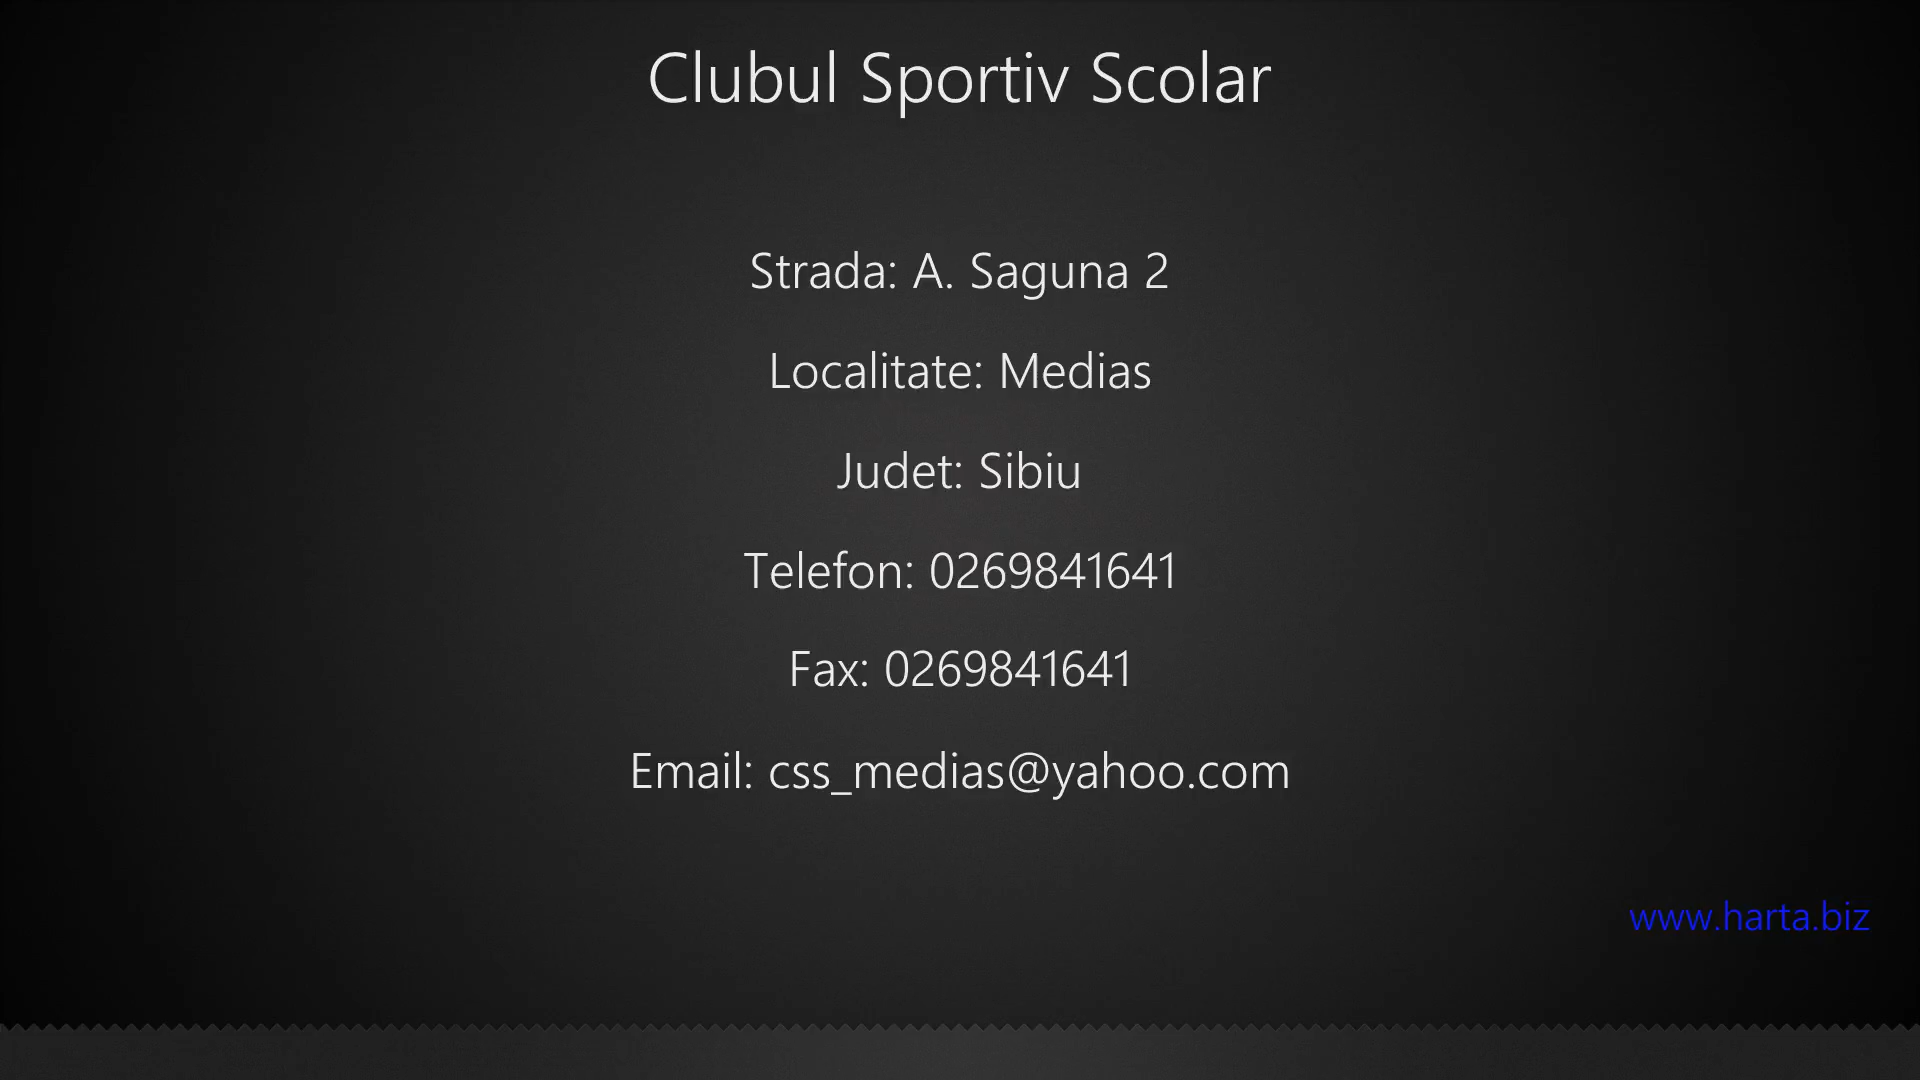 Clubul Sportiv Scolar
Strada: A. Saguna 2
Localitate: Medias
Judet: Sibiu
Telefon: 0269841641
Fax: 0269841641
Email: css_medias@yahoo.com
www.harta.biz